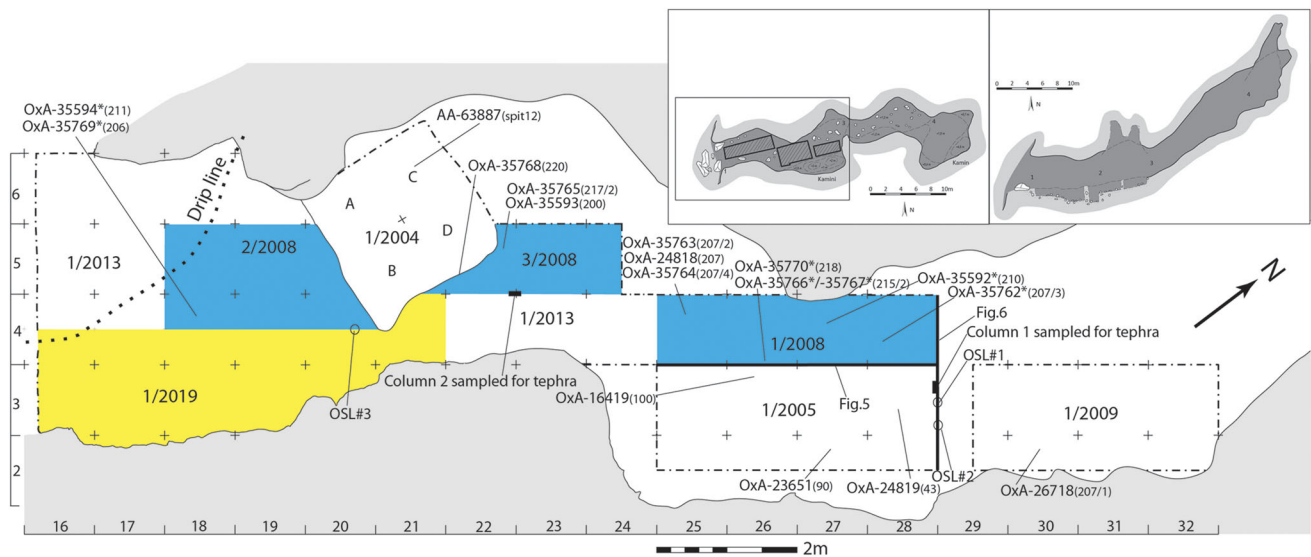 OxA-35594*(211)
OxA-35769*(206)
Drip line
AA-63887(spit12)
OxA-35768(220)
OxA-35765(217/2)
OxA-35593(200)
C
A
1/2004
D
B
2/2008
3/2008
1/2013
OxA-35763(207/2)
OxA-24818(207)
OxA-35764(207/4)
OxA-35770*(218)
OxA-35766*/-35767*(215/2)
OxA-35592*(210)
OxA-35762*(207/3)
Fig.6
Column 1 sampled for tephra
OSL#1
N
1/2013
1/2008
1/2019
OSL#3
Column 2 sampled for tephra
OxA-16419(100)
1/2005
Fig.5
1/2009
OxA-23651(90)
OxA-24819(43)
OSL#2
OxA-26718(207/1)
6
5
4
3
2
16 17 18 19 20 21 22 23 24 25 26 27 28 29 30 31 32
2m
1
3
4
Kamini
Kamin
0 2 4 6 8 10m
N
0 2 4 6 8 10m
N
1
2
3
4